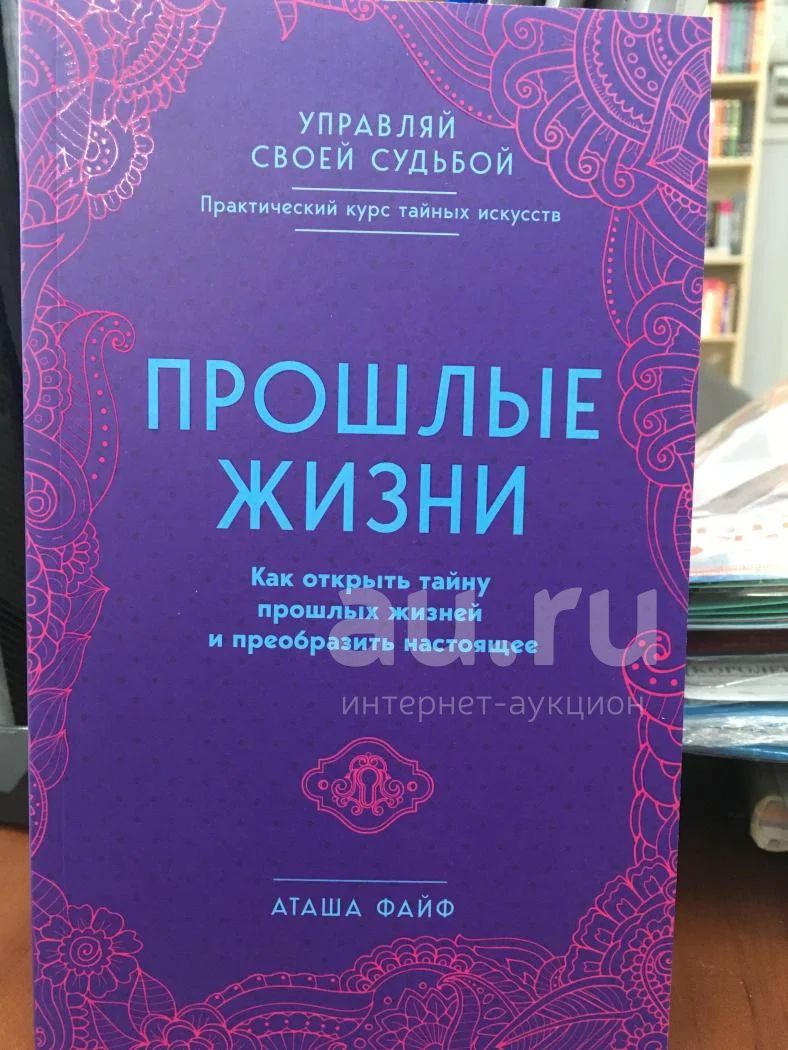 УПРАВЛЯЙ
СВОЕЙ СУДЬБОЙ
Практический курс тайных искусств
ПРОШЛЫЕ
ЖИЗНИ
Как открыть тайну
прошлых жизней
и преобразить настоящее
au.ru
интернет-аукцион
АТАША ФАЙФ